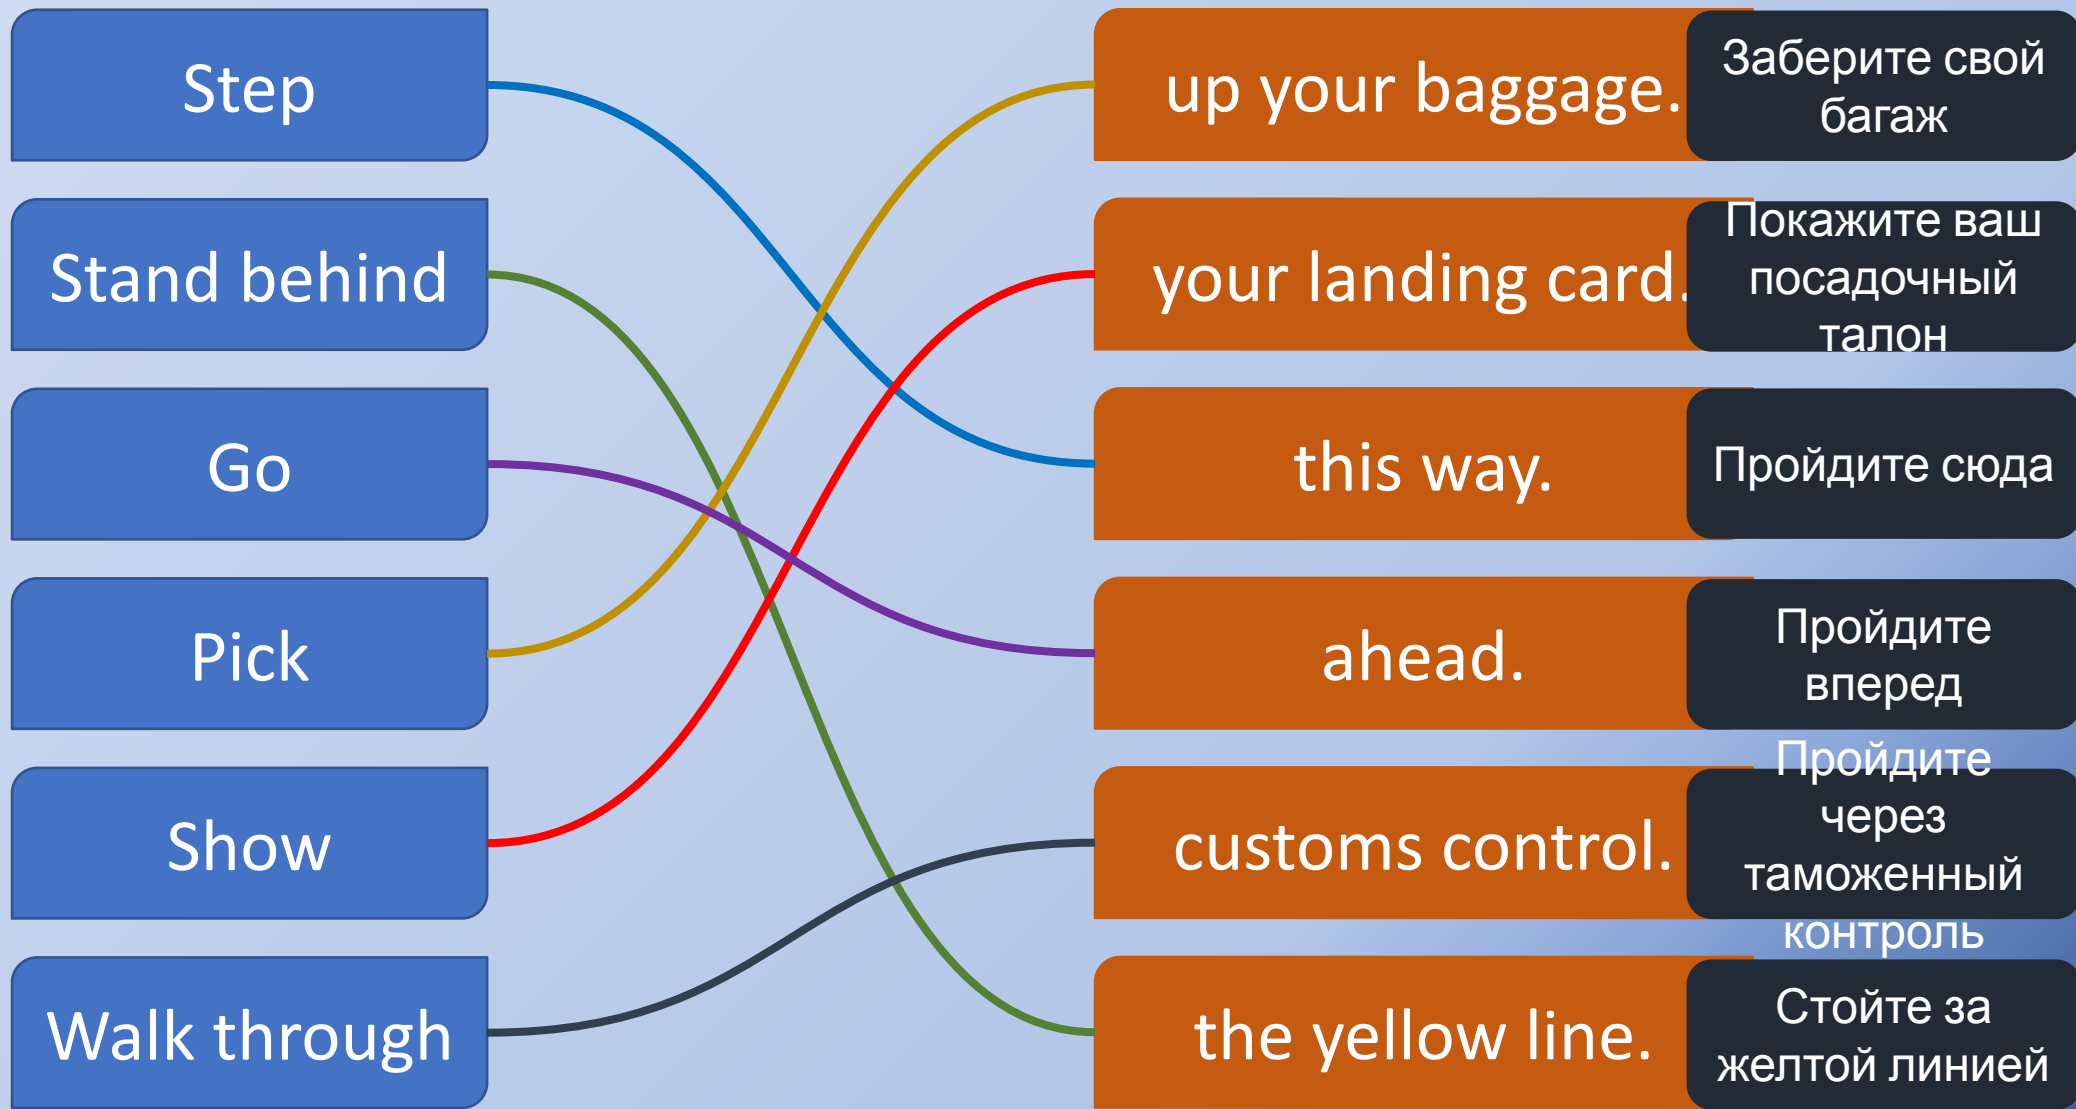 Step
up your baggage.
Заберите свой
багаж
Stand behind
your landing card.
Покажите ваш
посадочный
талон
Go
this way.
Пройдите сюда
Pick
ahead.
Пройдите
вперед
Show
customs control.
Пройдите
через
таможенный
контроль
Walk through
the yellow line.
Стойте за
желтой линией